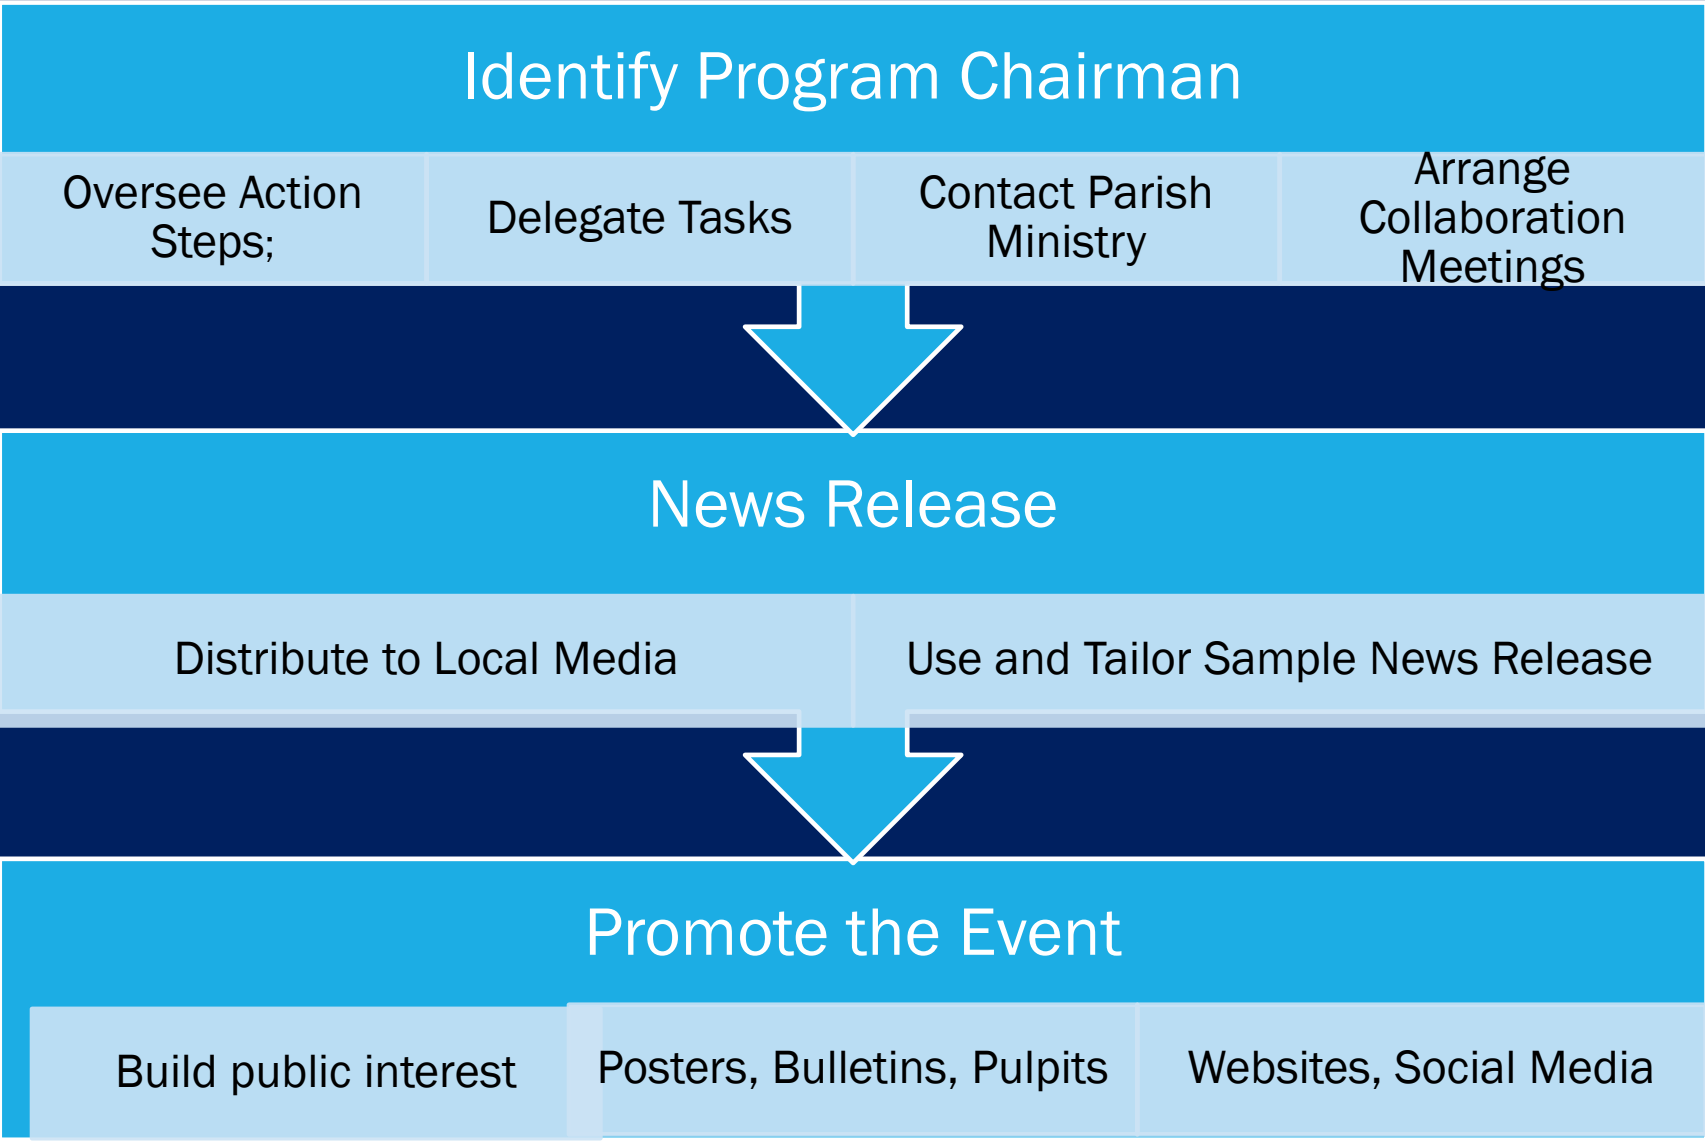 Identify Program Chairman
Oversee Action
Steps;
Delegate Tasks
Contact Parish
Ministry
Arrange
Collaboration
Meetings
News Release
Distribute to Local Media
Use and Tailor Sample News Release
Promote the Event
Build public interest
Posters, Bulletins, Pulpits
Websites, Social Media